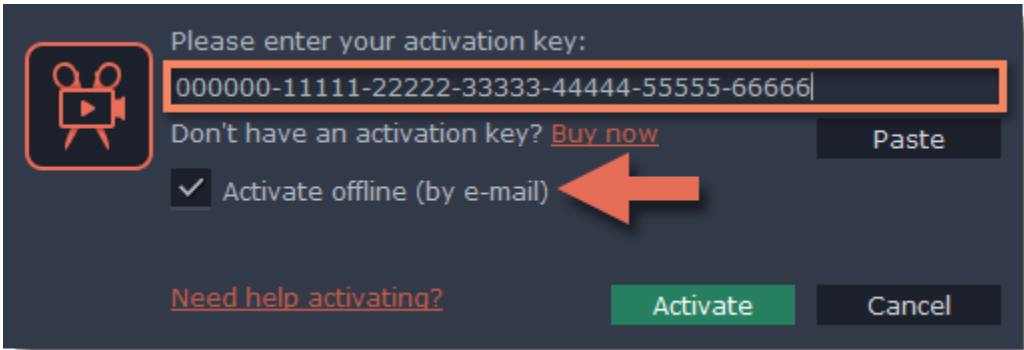 Please enter your activation key:
000000-11111-22222-33333-44444-55555-66666
Don't have an activation key? Buy now
Paste
Activate offline (by e-mail)
Need help activating?
Activate
Cancel